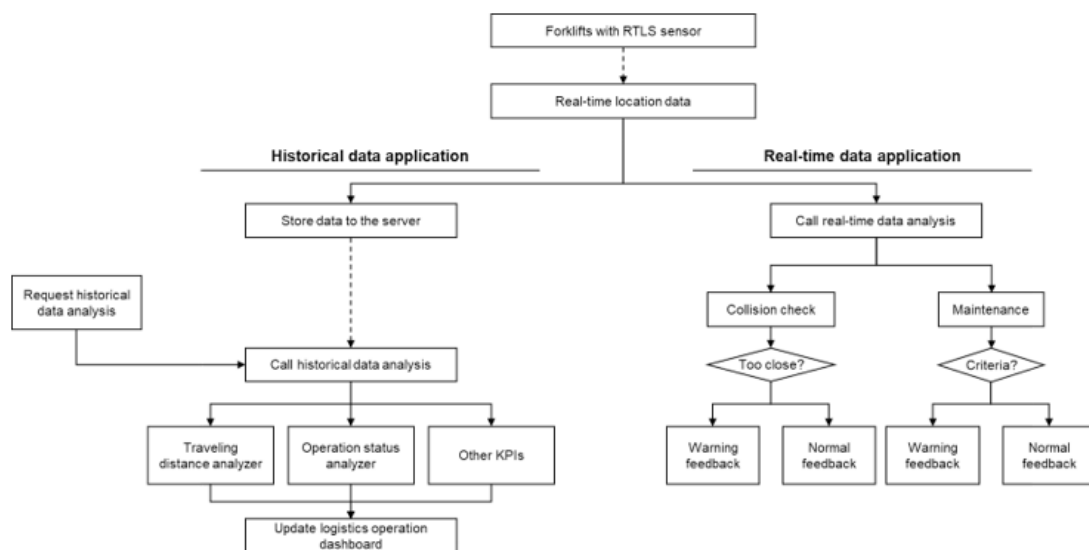 Forklifts with RTLS sensor
Real-time location data
Historical data application
Real-time data application
Store data to the server
Call real-time data analysis
Request historical
data analysis
Collision check
Maintenance
Call historical data analysis
Too close?
Criteria?
Traveling
distance analyzer
Operation status
analyzer
Other KPIs
Warning
feedback
Normal
feedback
Warning
feedback
Normal
feedback
Update logistics operation
dashboard